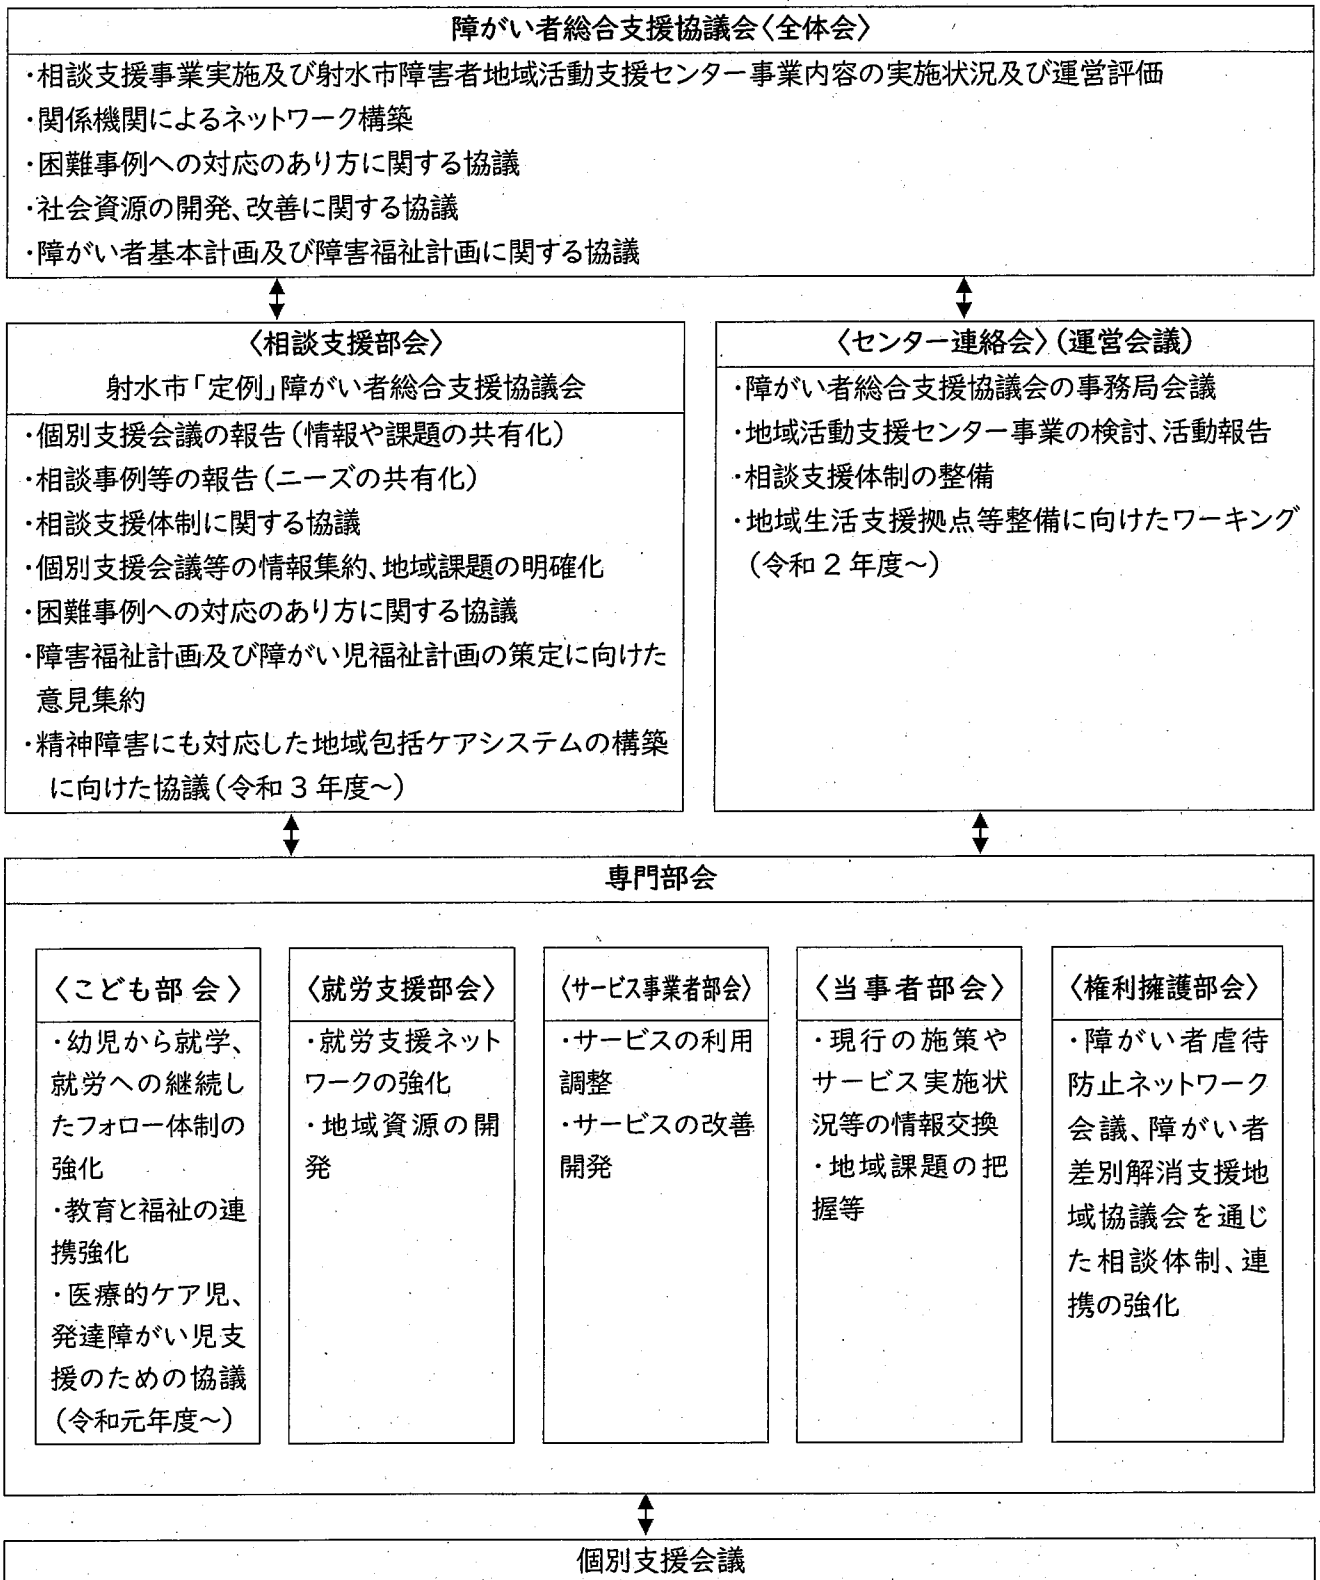 障がい者総合支援協議会〈全体会〉
・相談支援事業実施及び射水市障害者地域活動支援センター事業内容の実施状況及び運営評価
・関係機関によるネットワーク構築
・困難事例への対応のあり方に関する協議
・社会資源の開発、改善に関する協議
・障がい者基本計画及び障害福祉計画に関する協議
〈相談支援部会〉
射水市「定例」障がい者総合支援協議会
・個別支援会議の報告(情報や課題の共有化)
・相談事例等の報告(ニーズの共有化)
・相談支援体制に関する協議
・個別支援会議等の情報集約、地域課題の明確化
・困難事例への対応のあり方に関する協議
・障害福祉計画及び障がい児福祉計画の策定に向けた
意見集約
・精神障害にも対応した地域包括ケアシステムの構築
に向けた協議(令和3年度~)
〈センター連絡会〉(運営会議)
・障がい者総合支援協議会の事務局会議
・地域活動支援センター事業の検討、活動報告
・相談支援体制の整備
・地域生活支援拠点等整備に向けたワーキング
(令和2年度~)
専門部会
〈こども部会〉
・幼児から就学、
就労への継続し
たフォロー体制の
強化
・教育と福祉の連
携強化
・医療的ケア児、
発達障がい児支
援のための協議
(令和元年度~)
〈就労支援部会〉
・就労支援ネット
ワークの強化
・地域資源の開
発
〈サービス事業者部会〉
・サービスの利用
調整
・サービスの改善
開発
〈当事者部会〉
・現行の施策や
サービス実施状
況等の情報交換
・地域課題の把
握等
〈権利擁護部会〉
・障がい者虐待
防止ネットワーク
会議、障がい者
差別解消支援地
域協議会を通じ
た相談体制、連
携の強化
個別支援会議